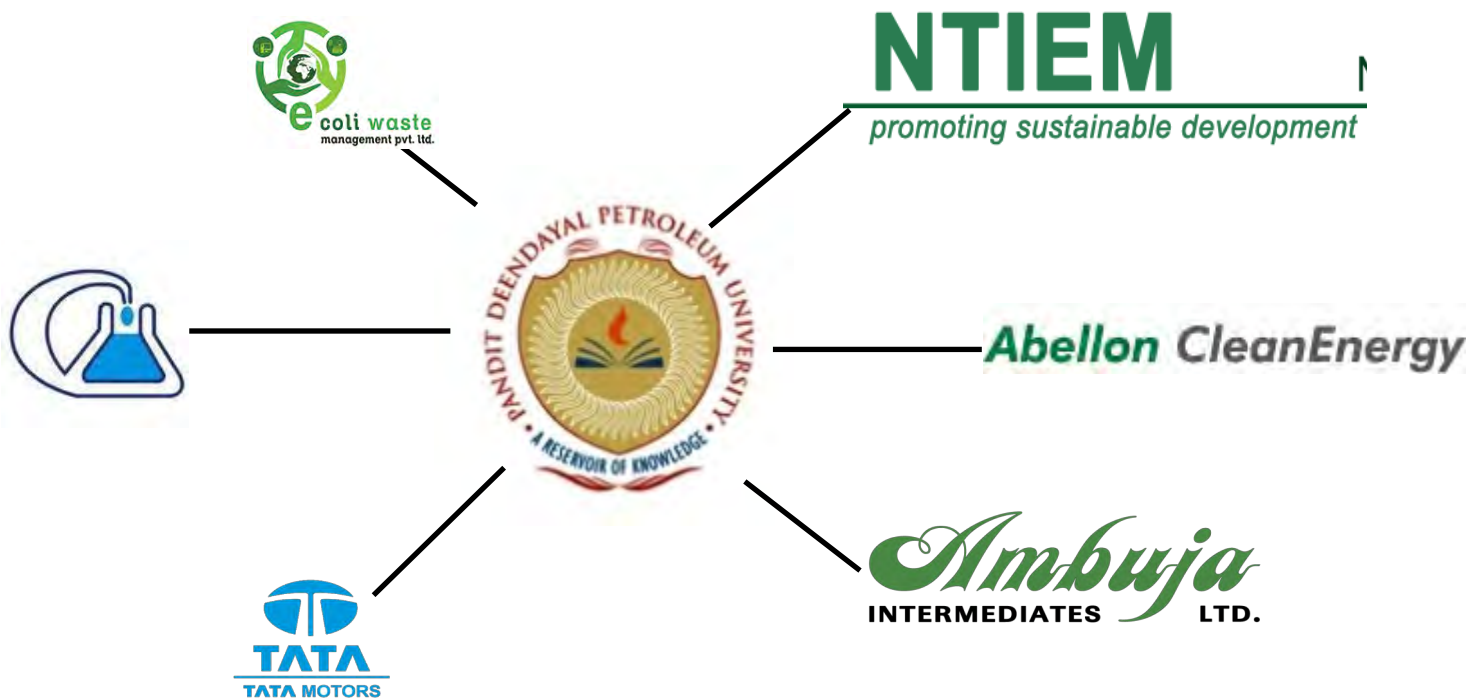 e coli waste
management pvt. ltd.
NTIEM
N
promoting sustainable development
• PANDIT DEENDAYAL PETROLEUM UNIVERSITY •
A RESERVOIR OF KNOWLEDGE
Abellon CleanEnergy
Ambuja
INTERMEDIATES LTD.
TATA
TATA MOTORS